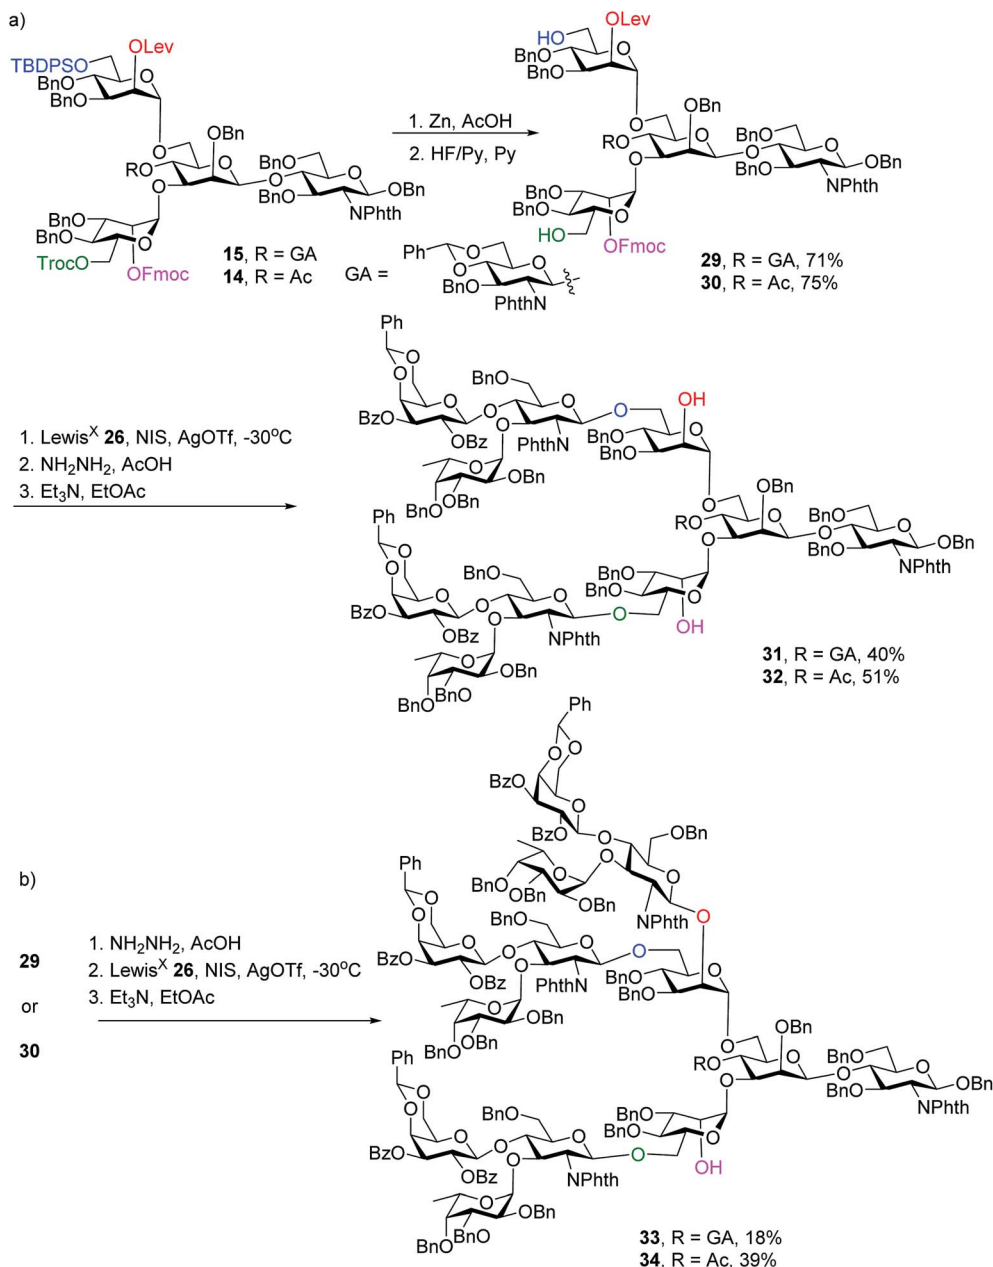 a)
OLev
TBDPSO
BnO
BnO
O
O
O
OBn
RO
O
BnO
O
O
O
OBn
BnO
NPhth
BnO
BnO
O
O
TrocO
OFmoc
15, R = GA
14, R = Ac
GA =
Ph
O
O
O
BnO
PhthN
1. Zn, AcOH
2. HF/Py, Py
OLev
HO
BnO
BnO
O
O
O
OBn
RO
O
BnO
O
O
O
OBn
BnO
NPhth
BnO
BnO
O
O
HO
OFmoc
29, R = GA, 71%
30, R = Ac, 75%
1. Lewis^X 26, NIS, AgOTf, -30°C
2. NH2NH2, AcOH
3. Et3N, EtOAc
Ph
O
O
O
BzO
OBz
O
BnO
O
O
PhthN
O
OBn
OBn
OBn
O
OH
BnO
BnO
O
O
O
OBn
RO
O
BnO
O
O
O
OBn
BnO
NPhth
Ph
O
O
O
BzO
OBz
O
BnO
O
O
NPhth
O
OBn
BnO
BnO
O
BnO
BnO
O
O
OH
31, R = GA, 40%
32, R = Ac, 51%
b)
29
or
30
1. NH2NH2, AcOH
2. Lewis^X 26, NIS, AgOTf, -30°C
3. Et3N, EtOAc
Ph
O
O
BzO
O
BzO
O
OBn
O
O
O
BnO
OBn
OBn
NPhth
O
Ph
O
O
O
BzO
OBz
O
BnO
O
O
PhthN
O
OBn
OBn
OBn
O
BnO
BnO
O
O
O
OBn
RO
O
BnO
O
O
O
OBn
BnO
NPhth
Ph
O
O
O
BzO
OBz
O
BnO
O
O
NPhth
O
OBn
BnO
BnO
O
BnO
BnO
O
O
OH
33, R = GA, 18%
34, R = Ac, 39%